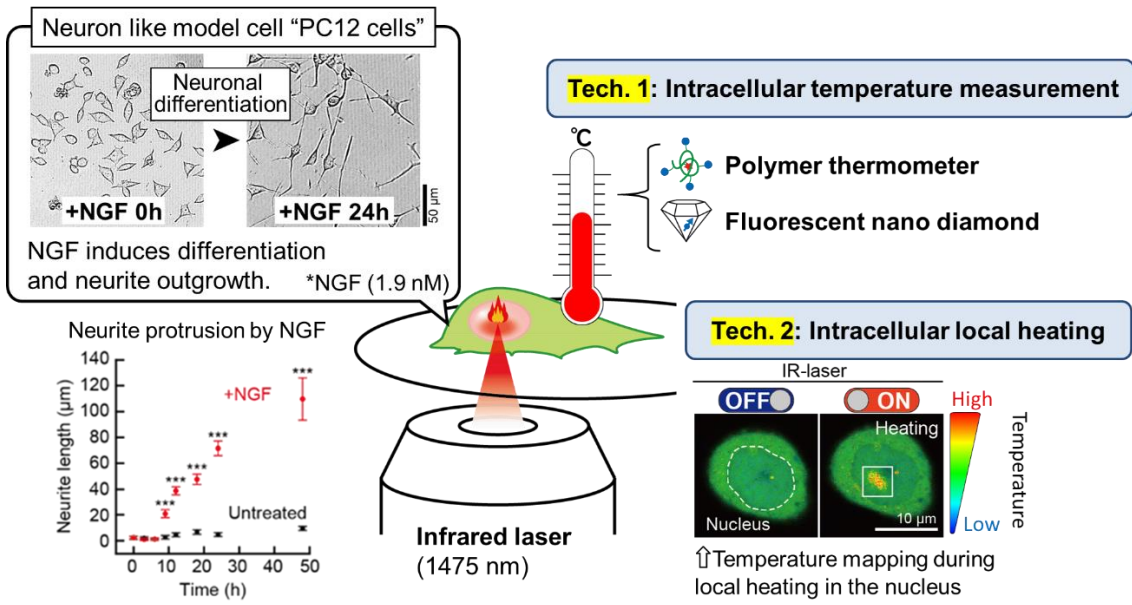 Neuron like model cell “PC12 cells”
Neuronal
differentiation
+NGF 0h
+NGF 24h
50 µm
NGF induces differentiation
and neurite outgrowth.
*NGF (1.9 nM)
Neurite protrusion by NGF
Neurite length (µm)
140
120
100
80
60
40
20
0
+NGF
***
***
***
***
***
Untreated
0
10
20
30
40
50
Time (h)
Tech. 1: Intracellular temperature measurement
℃
Polymer thermometer
Fluorescent nano diamond
Infrared laser
(1475 nm)
Tech. 2: Intracellular local heating
IR-laser
OFF
ON
Nucleus
Heating
10 µm
High
Low
Temperature
⇧Temperature mapping during
local heating in the nucleus